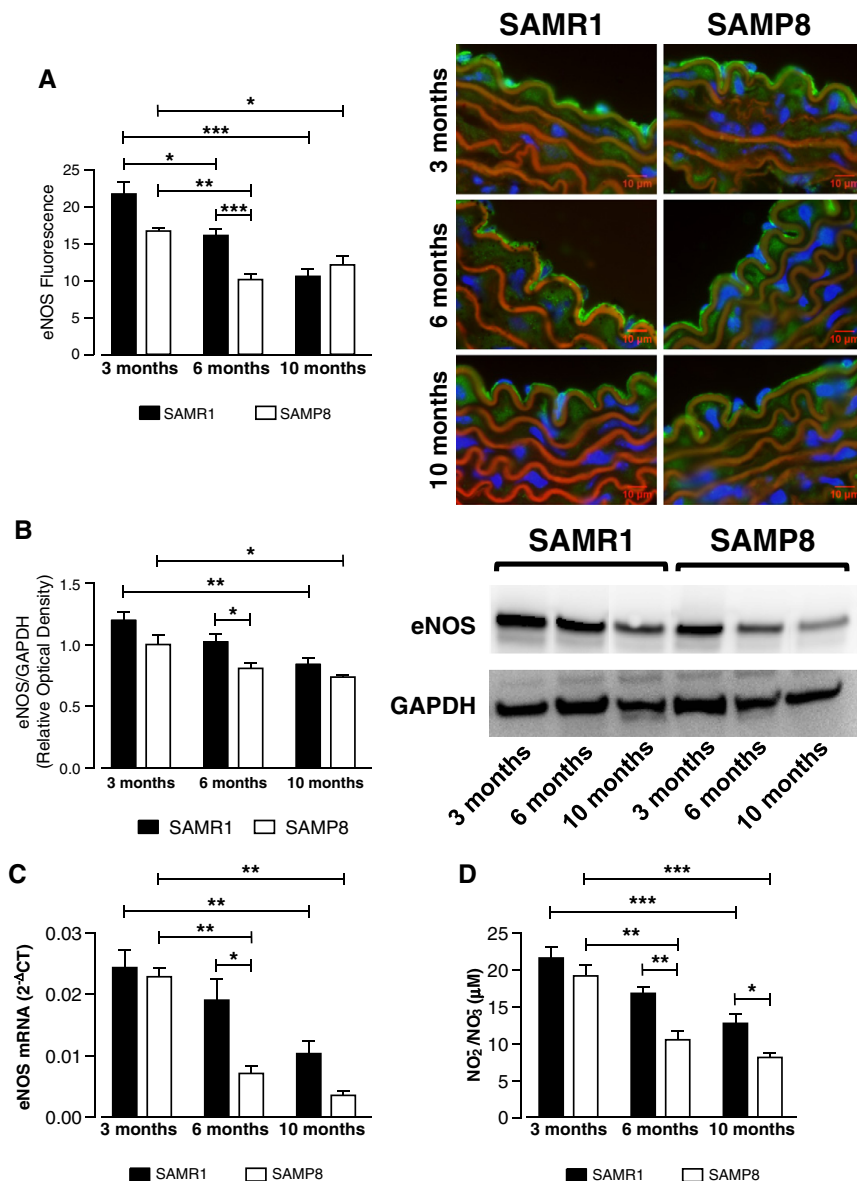 SAMR1 SAMP8
A
3 months
6 months
10 months
10 µm 10 µm
10 µm 10 µm
10 µm 10 µm
*
***
*
**
***
eNOS Fluorescence
25
20
15
10
5
0
3 months 6 months 10 months
SAMR1 SAMP8
B
*
**
*
eNOS/GAPDH
(Relative Optical Density)
1.5
1.0
0.5
0.0
3 months 6 months 10 months
SAMR1 SAMP8
SAMR1 SAMP8
eNOS
GAPDH
3 months 6 months 10 months 3 months 6 months 10 months
C
**
**
**
*
eNOS mRNA (2-ΔCT)
0.03
0.02
0.01
0.00
3 months 6 months 10 months
SAMR1 SAMP8
D
***
***
**
**
*
NO2-/NO3- (µM)
25
20
15
10
5
0
3 months 6 months 10 months
SAMR1 SAMP8